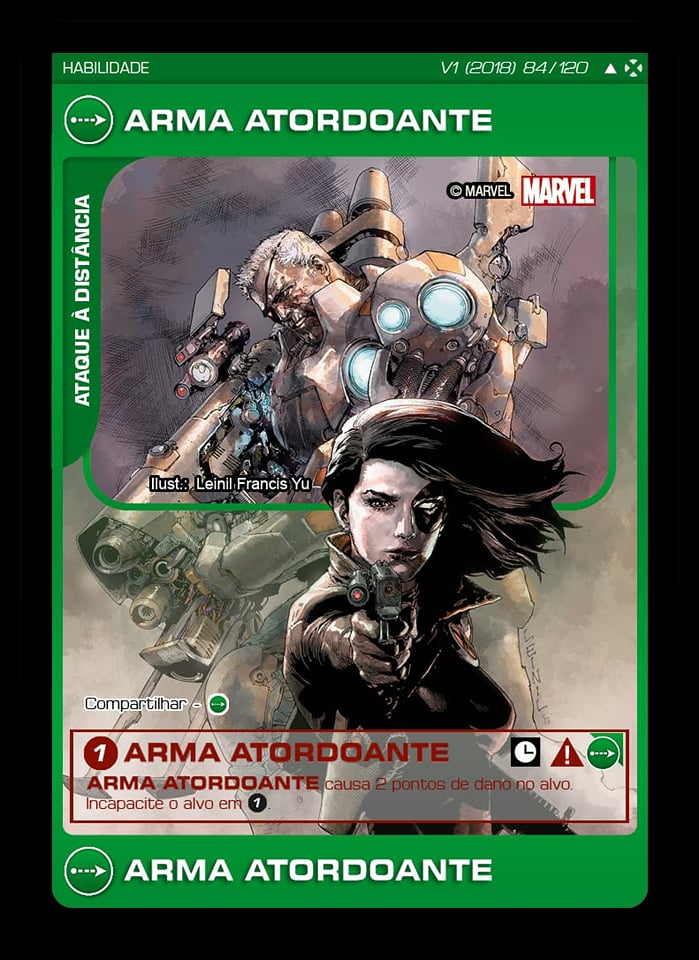 HABILIDADE
V1 (2018) 84/120
ARMA ATORDOANTE
ATAQUE À DISTÂNCIA
© MARVEL MARVEL
Ilust.: Leinil Francis Yu
Compartilhar -
1 ARMA ATORDOANTE
ARMA ATORDOANTE causa 2 pontos de dano no alvo.
Incapacite o alvo em 1.
ARMA ATORDOANTE